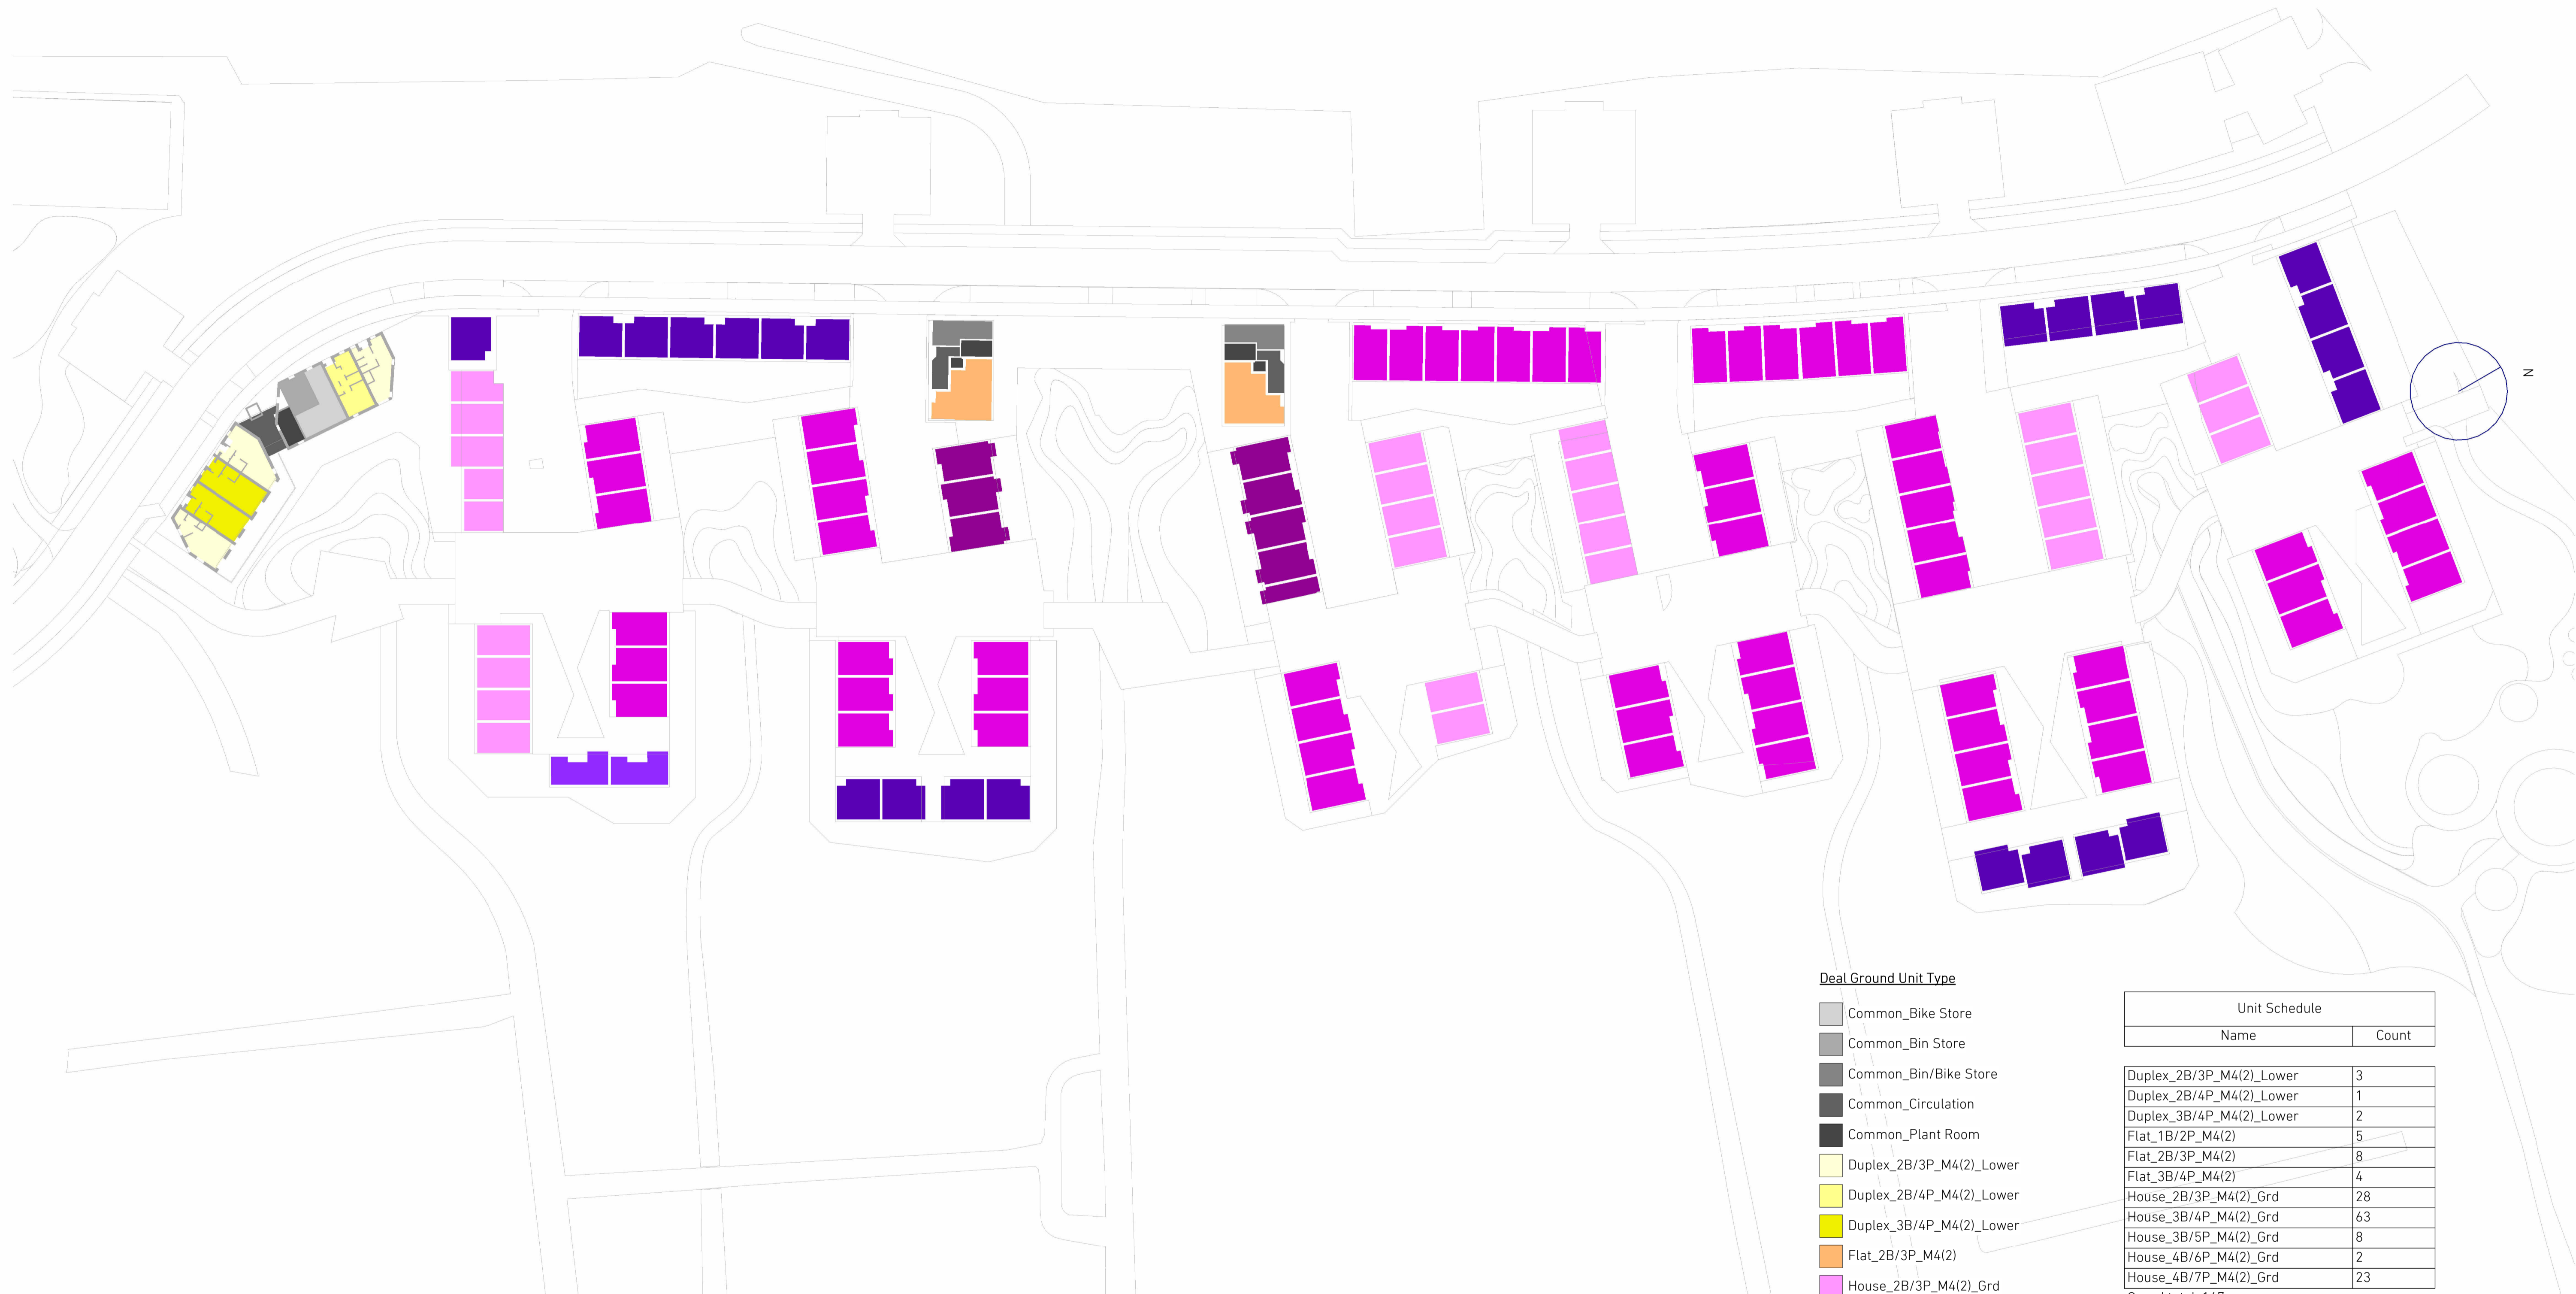 N
Deal Ground Unit Type
Common_Bike Store
Common_Bin Store
Common_Bin/Bike Store
Common_Circulation
Common_Plant Room
Duplex_2B/3P_M4(2)_Lower
Duplex_2B/4P_M4(2)_Lower
Duplex_3B/4P_M4(2)_Lower
Flat_2B/3P_M4(2)
House_2B/3P_M4(2)_Grd
Unit Schedule
Name Count
Duplex_2B/3P_M4(2)_Lower 3
Duplex_2B/4P_M4(2)_Lower 1
Duplex_3B/4P_M4(2)_Lower 2
Flat_1B/2P_M4(2) 5
Flat_2B/3P_M4(2) 8
Flat_3B/4P_M4(2) 4
House_2B/3P_M4(2)_Grd 28
House_3B/4P_M4(2)_Grd 63
House_3B/5P_M4(2)_Grd 8
House_4B/6P_M4(2)_Grd 2
House_4B/7P_M4(2)_Grd 23